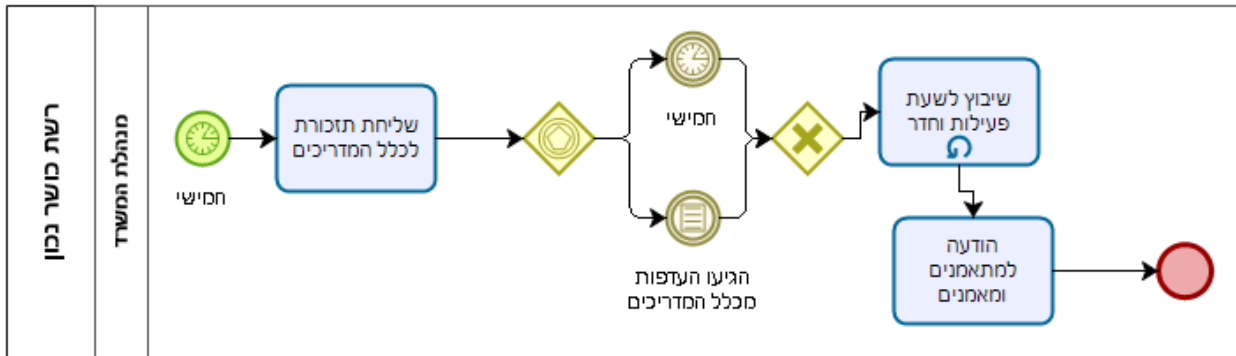 רשת כושר נכון
מנהלת המשרד
חמישי
שליחת תזכורת
לכלל המדריכים
חמישי
הגיעו העדפות
מכלל המדריכים
שיבוץ לשעת
פעילות וחדר
הודעה
למתאמנים
ומאמנים